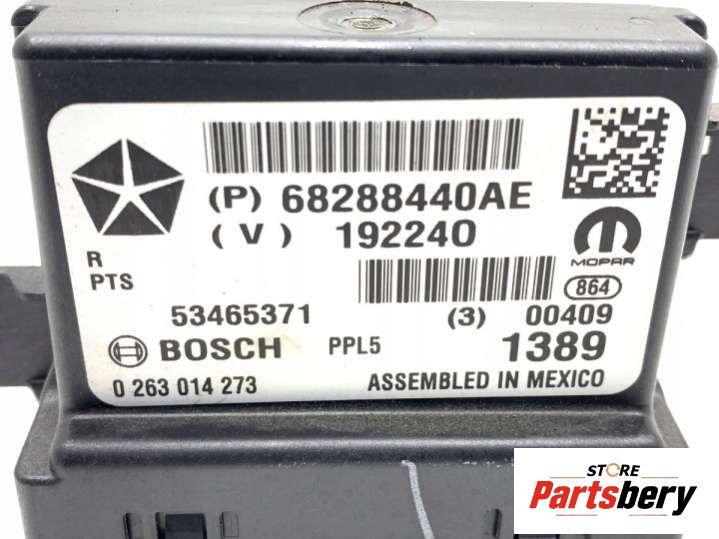 (P) 68288440AE
(V) 192240
R
PTS
MOPAR
864
53465371
(3) 00409
BOSCH PPL5 1389
0 263 014 273
ASSEMBLED IN MEXICO
STORE
Partsbery